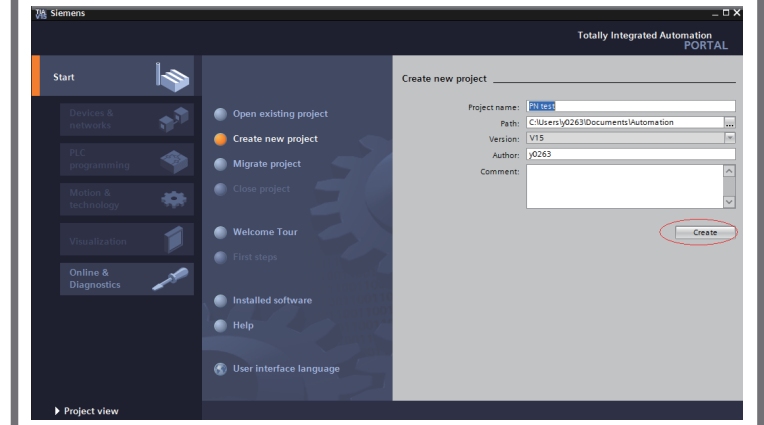 TIA
V15
Siemens
Totally Integrated Automation
PORTAL
Start
Devices &
networks
PLC
programming
Motion &
technology
Visualization
Online &
Diagnostics
Open existing project
Create new project
Migrate project
Close project
Welcome Tour
First steps
Installed software
Help
User interface language
Create new project
Project name: PN test
Path: C:\Users\y0263\Documents\Automation ...
Version: V15
Author: y0263
Comment:
Create
Project view